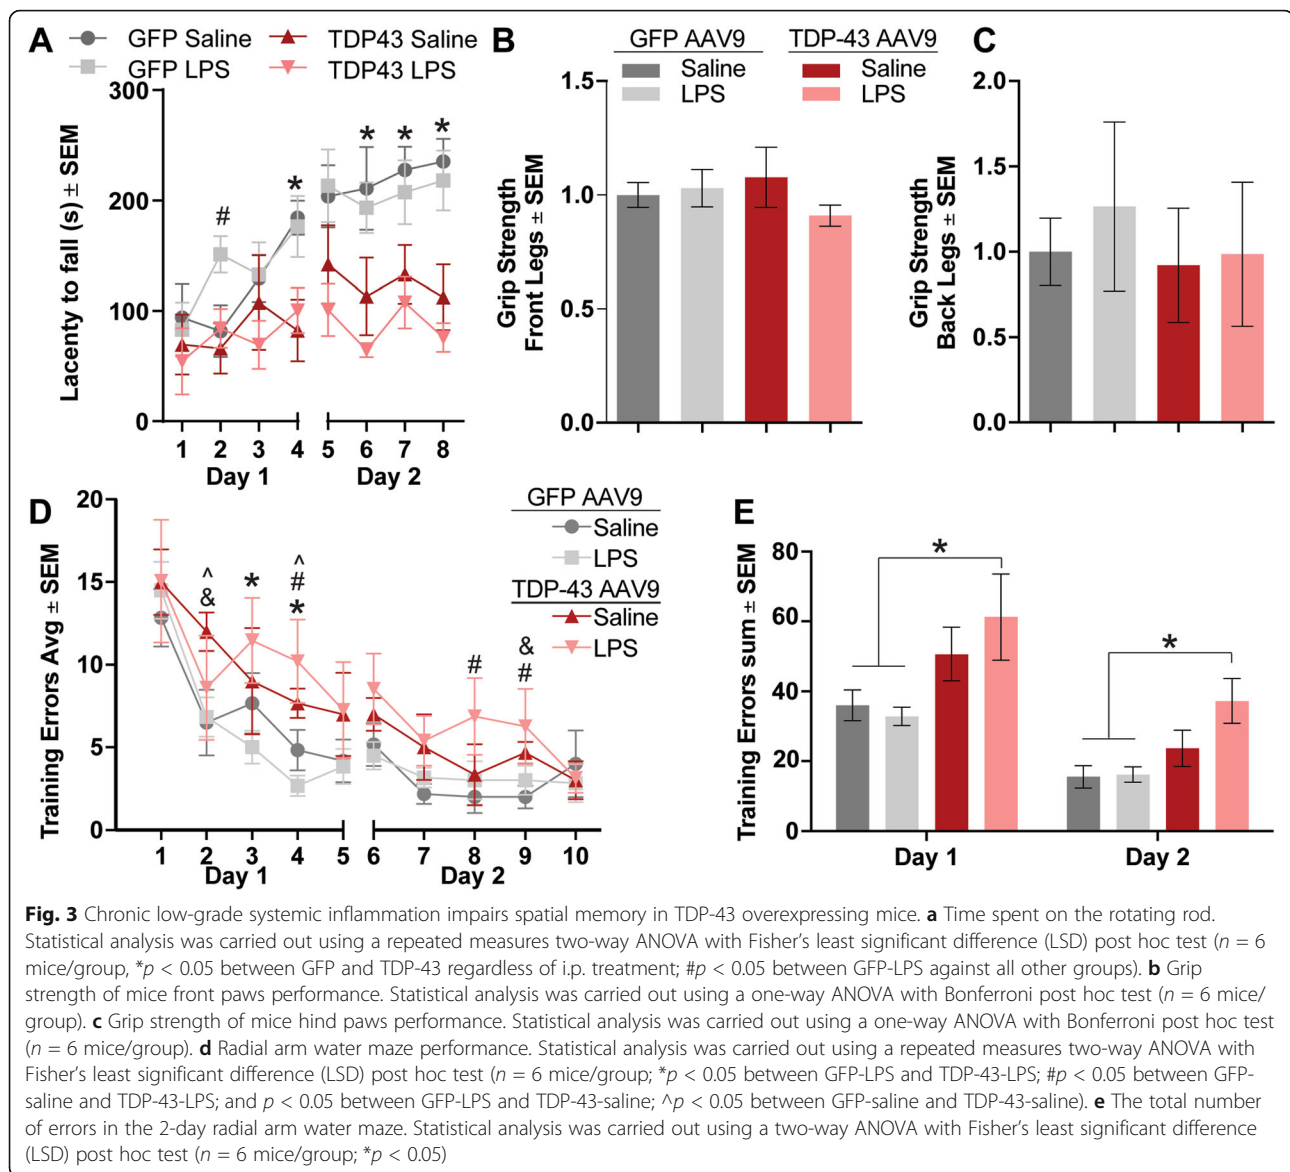 A
GFP Saline
TDP43 Saline
GFP LPS
TDP43 LPS
Lacenty to fall (s) ± SEM
300
200
100
0
#
*
*
*
*
1 2 3 4 5 6 7 8
Day 1 Day 2
B
GFP AAV9 TDP-43 AAV9
Saline Saline
LPS LPS
Grip Strength
Front Legs ± SEM
1.5
1.0
0.5
0.0
C
Grip Strength
Back Legs ± SEM
2.0
1.5
1.0
0.5
0.0
D
GFP AAV9
Saline
LPS
TDP-43 AAV9
Saline
LPS
Training Errors Avg ± SEM
20
15
10
5
0
^
&
*
^
#
*
#
&
#
1 2 3 4 5 6 7 8 9 10
Day 1 Day 2
E
Training Errors sum ± SEM
80
60
40
20
0
*
*
Day 1 Day 2
Fig. 3 Chronic low-grade systemic inflammation impairs spatial memory in TDP-43 overexpressing mice. a Time spent on the rotating rod.
Statistical analysis was carried out using a repeated measures two-way ANOVA with Fisher's least significant difference (LSD) post hoc test (n = 6
mice/group, *p < 0.05 between GFP and TDP-43 regardless of i.p. treatment; #p < 0.05 between GFP-LPS against all other groups). b Grip
strength of mice front paws performance. Statistical analysis was carried out using a one-way ANOVA with Bonferroni post hoc test (n = 6 mice/
group). c Grip strength of mice hind paws performance. Statistical analysis was carried out using a one-way ANOVA with Bonferroni post hoc test
(n = 6 mice/group). d Radial arm water maze performance. Statistical analysis was carried out using a repeated measures two-way ANOVA with
Fisher's least significant difference (LSD) post hoc test (n = 6 mice/group; *p < 0.05 between GFP-LPS and TDP-43-LPS; #p < 0.05 between GFP-
saline and TDP-43-LPS; and p < 0.05 between GFP-LPS and TDP-43-saline; ^p < 0.05 between GFP-saline and TDP-43-saline). e The total number
of errors in the 2-day radial arm water maze. Statistical analysis was carried out using a two-way ANOVA with Fisher's least significant difference
(LSD) post hoc test (n = 6 mice/group; *p < 0.05)